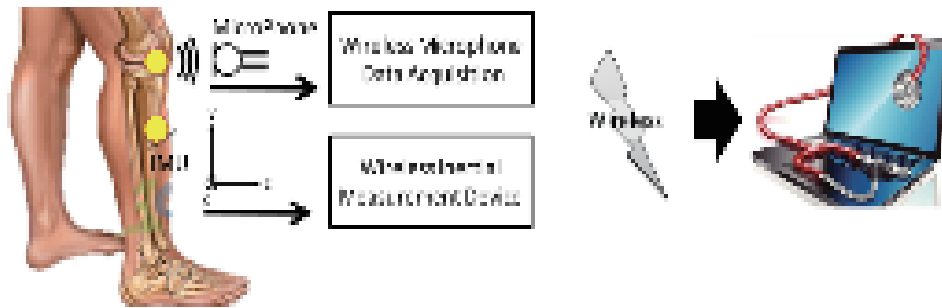 MicroPhone
Wireless Microphone
Data Acquisition
Wireless
IMU
Wireless Inertial
Measurement Device